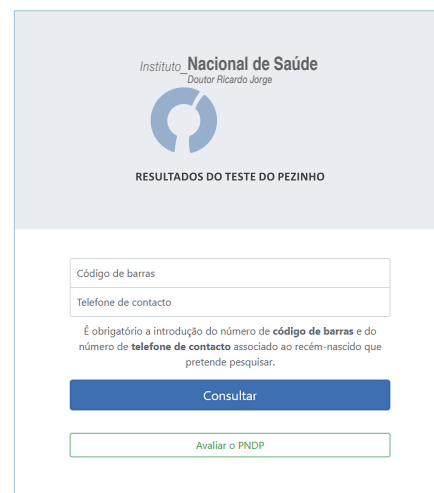 Instituto_Nacional de Saúde
Doutor Ricardo Jorge
RESULTADOS DO TESTE DO PEZINHO
Código de barras
Telefone de contacto
É obrigatório a introdução do número de código de barras e do
número de telefone de contacto associado ao recém-nascido que
pretende pesquisar.
Consultar
Avaliar o PNDP